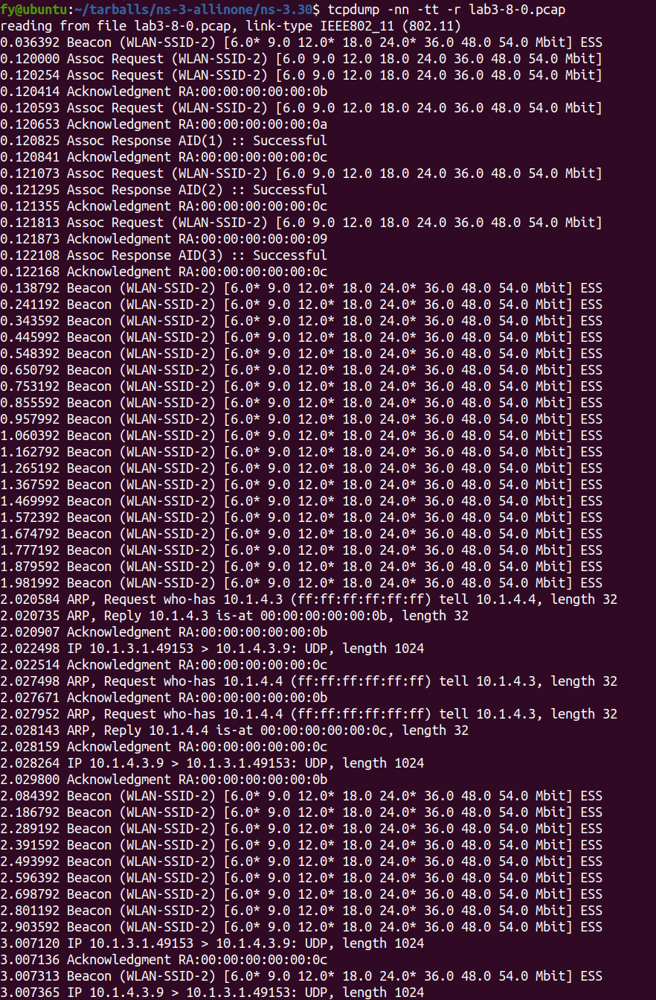 fy@ubuntu:~/tarballs/ns-3-allinone/ns-3.30$ tcpdump -nn -tt -r lab3-8-0.pcap
reading from file lab3-8-0.pcap, link-type IEEE802_11 (802.11)
0.036392 Beacon (WLAN-SSID-2) [6.0* 9.0 12.0* 18.0 24.0* 36.0 48.0 54.0 Mbit] ESS
0.120000 Assoc Request (WLAN-SSID-2) [6.0 9.0 12.0 18.0 24.0 36.0 48.0 54.0 Mbit]
0.120254 Assoc Request (WLAN-SSID-2) [6.0 9.0 12.0 18.0 24.0 36.0 48.0 54.0 Mbit]
0.120414 Acknowledgment RA:00:00:00:00:00:0b
0.120593 Assoc Request (WLAN-SSID-2) [6.0 9.0 12.0 18.0 24.0 36.0 48.0 54.0 Mbit]
0.120653 Acknowledgment RA:00:00:00:00:00:0a
0.120825 Assoc Response AID(1) :: Successful
0.120841 Acknowledgment RA:00:00:00:00:00:0c
0.121073 Assoc Request (WLAN-SSID-2) [6.0 9.0 12.0 18.0 24.0 36.0 48.0 54.0 Mbit]
0.121295 Assoc Response AID(2) :: Successful
0.121355 Acknowledgment RA:00:00:00:00:00:0c
0.121813 Assoc Request (WLAN-SSID-2) [6.0 9.0 12.0 18.0 24.0 36.0 48.0 54.0 Mbit]
0.121873 Acknowledgment RA:00:00:00:00:00:09
0.122108 Assoc Response AID(3) :: Successful
0.122168 Acknowledgment RA:00:00:00:00:00:0c
0.138792 Beacon (WLAN-SSID-2) [6.0* 9.0 12.0* 18.0 24.0* 36.0 48.0 54.0 Mbit] ESS
0.241192 Beacon (WLAN-SSID-2) [6.0* 9.0 12.0* 18.0 24.0* 36.0 48.0 54.0 Mbit] ESS
0.343592 Beacon (WLAN-SSID-2) [6.0* 9.0 12.0* 18.0 24.0* 36.0 48.0 54.0 Mbit] ESS
0.445992 Beacon (WLAN-SSID-2) [6.0* 9.0 12.0* 18.0 24.0* 36.0 48.0 54.0 Mbit] ESS
0.548392 Beacon (WLAN-SSID-2) [6.0* 9.0 12.0* 18.0 24.0* 36.0 48.0 54.0 Mbit] ESS
0.650792 Beacon (WLAN-SSID-2) [6.0* 9.0 12.0* 18.0 24.0* 36.0 48.0 54.0 Mbit] ESS
0.753192 Beacon (WLAN-SSID-2) [6.0* 9.0 12.0* 18.0 24.0* 36.0 48.0 54.0 Mbit] ESS
0.855592 Beacon (WLAN-SSID-2) [6.0* 9.0 12.0* 18.0 24.0* 36.0 48.0 54.0 Mbit] ESS
0.957992 Beacon (WLAN-SSID-2) [6.0* 9.0 12.0* 18.0 24.0* 36.0 48.0 54.0 Mbit] ESS
1.060392 Beacon (WLAN-SSID-2) [6.0* 9.0 12.0* 18.0 24.0* 36.0 48.0 54.0 Mbit] ESS
1.162792 Beacon (WLAN-SSID-2) [6.0* 9.0 12.0* 18.0 24.0* 36.0 48.0 54.0 Mbit] ESS
1.265192 Beacon (WLAN-SSID-2) [6.0* 9.0 12.0* 18.0 24.0* 36.0 48.0 54.0 Mbit] ESS
1.367592 Beacon (WLAN-SSID-2) [6.0* 9.0 12.0* 18.0 24.0* 36.0 48.0 54.0 Mbit] ESS
1.469992 Beacon (WLAN-SSID-2) [6.0* 9.0 12.0* 18.0 24.0* 36.0 48.0 54.0 Mbit] ESS
1.572392 Beacon (WLAN-SSID-2) [6.0* 9.0 12.0* 18.0 24.0* 36.0 48.0 54.0 Mbit] ESS
1.674792 Beacon (WLAN-SSID-2) [6.0* 9.0 12.0* 18.0 24.0* 36.0 48.0 54.0 Mbit] ESS
1.777192 Beacon (WLAN-SSID-2) [6.0* 9.0 12.0* 18.0 24.0* 36.0 48.0 54.0 Mbit] ESS
1.879592 Beacon (WLAN-SSID-2) [6.0* 9.0 12.0* 18.0 24.0* 36.0 48.0 54.0 Mbit] ESS
1.981992 Beacon (WLAN-SSID-2) [6.0* 9.0 12.0* 18.0 24.0* 36.0 48.0 54.0 Mbit] ESS
2.020584 ARP, Request who-has 10.1.4.3 (ff:ff:ff:ff:ff:ff) tell 10.1.4.4, length 32
2.020735 ARP, Reply 10.1.4.3 is-at 00:00:00:00:00:0b, length 32
2.020907 Acknowledgment RA:00:00:00:00:00:0b
2.022498 IP 10.1.3.1.49153 > 10.1.4.3.9: UDP, length 1024
2.022514 Acknowledgment RA:00:00:00:00:00:0c
2.027498 ARP, Request who-has 10.1.4.4 (ff:ff:ff:ff:ff:ff) tell 10.1.4.3, length 32
2.027671 Acknowledgment RA:00:00:00:00:00:0b
2.027952 ARP, Request who-has 10.1.4.4 (ff:ff:ff:ff:ff:ff) tell 10.1.4.3, length 32
2.028143 ARP, Reply 10.1.4.4 is-at 00:00:00:00:00:0c, length 32
2.028159 Acknowledgment RA:00:00:00:00:00:0c
2.028264 IP 10.1.4.3.9 > 10.1.3.1.49153: UDP, length 1024
2.029800 Acknowledgment RA:00:00:00:00:00:0b
2.084392 Beacon (WLAN-SSID-2) [6.0* 9.0 12.0* 18.0 24.0* 36.0 48.0 54.0 Mbit] ESS
2.186792 Beacon (WLAN-SSID-2) [6.0* 9.0 12.0* 18.0 24.0* 36.0 48.0 54.0 Mbit] ESS
2.289192 Beacon (WLAN-SSID-2) [6.0* 9.0 12.0* 18.0 24.0* 36.0 48.0 54.0 Mbit] ESS
2.391592 Beacon (WLAN-SSID-2) [6.0* 9.0 12.0* 18.0 24.0* 36.0 48.0 54.0 Mbit] ESS
2.493992 Beacon (WLAN-SSID-2) [6.0* 9.0 12.0* 18.0 24.0* 36.0 48.0 54.0 Mbit] ESS
2.596392 Beacon (WLAN-SSID-2) [6.0* 9.0 12.0* 18.0 24.0* 36.0 48.0 54.0 Mbit] ESS
2.698792 Beacon (WLAN-SSID-2) [6.0* 9.0 12.0* 18.0 24.0* 36.0 48.0 54.0 Mbit] ESS
2.801192 Beacon (WLAN-SSID-2) [6.0* 9.0 12.0* 18.0 24.0* 36.0 48.0 54.0 Mbit] ESS
2.903592 Beacon (WLAN-SSID-2) [6.0* 9.0 12.0* 18.0 24.0* 36.0 48.0 54.0 Mbit] ESS
3.007120 IP 10.1.3.1.49153 > 10.1.4.3.9: UDP, length 1024
3.007136 Acknowledgment RA:00:00:00:00:00:0c
3.007313 Beacon (WLAN-SSID-2) [6.0* 9.0 12.0* 18.0 24.0* 36.0 48.0 54.0 Mbit] ESS
3.007365 IP 10.1.4.3.9 > 10.1.3.1.49153: UDP, length 1024